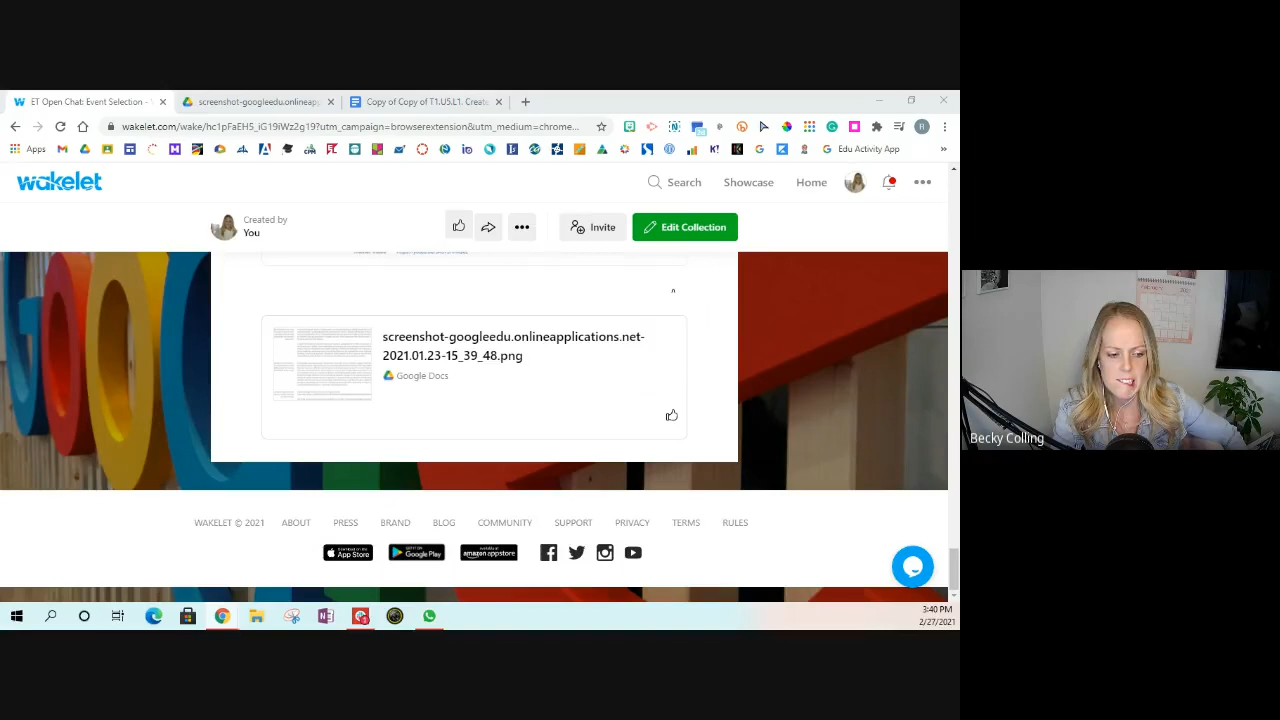 ET Open Chat: Event Selection -
screenshot-googleedu.onlineapp
Copy of Copy of T1.U5.L1. Create
wakelet.com/wake/hc1pFaEH5_iG19iWz2g19?utm_campaign=browserextension&utm_medium=chrome...
Apps
Edu Activity App
wakelet
Search
Showcase
Home
Created by
You
Invite
Edit Collection
screenshot-googleedu.onlineapplications.net-
2021.01.23-15_39_48.png
Google Docs
WAKELET © 2021
ABOUT
PRESS
BRAND
BLOG
COMMUNITY
SUPPORT
PRIVACY
TERMS
RULES
App Store
Google Play
amazon appstore
3:40 PM
2/27/2021
Becky Colling